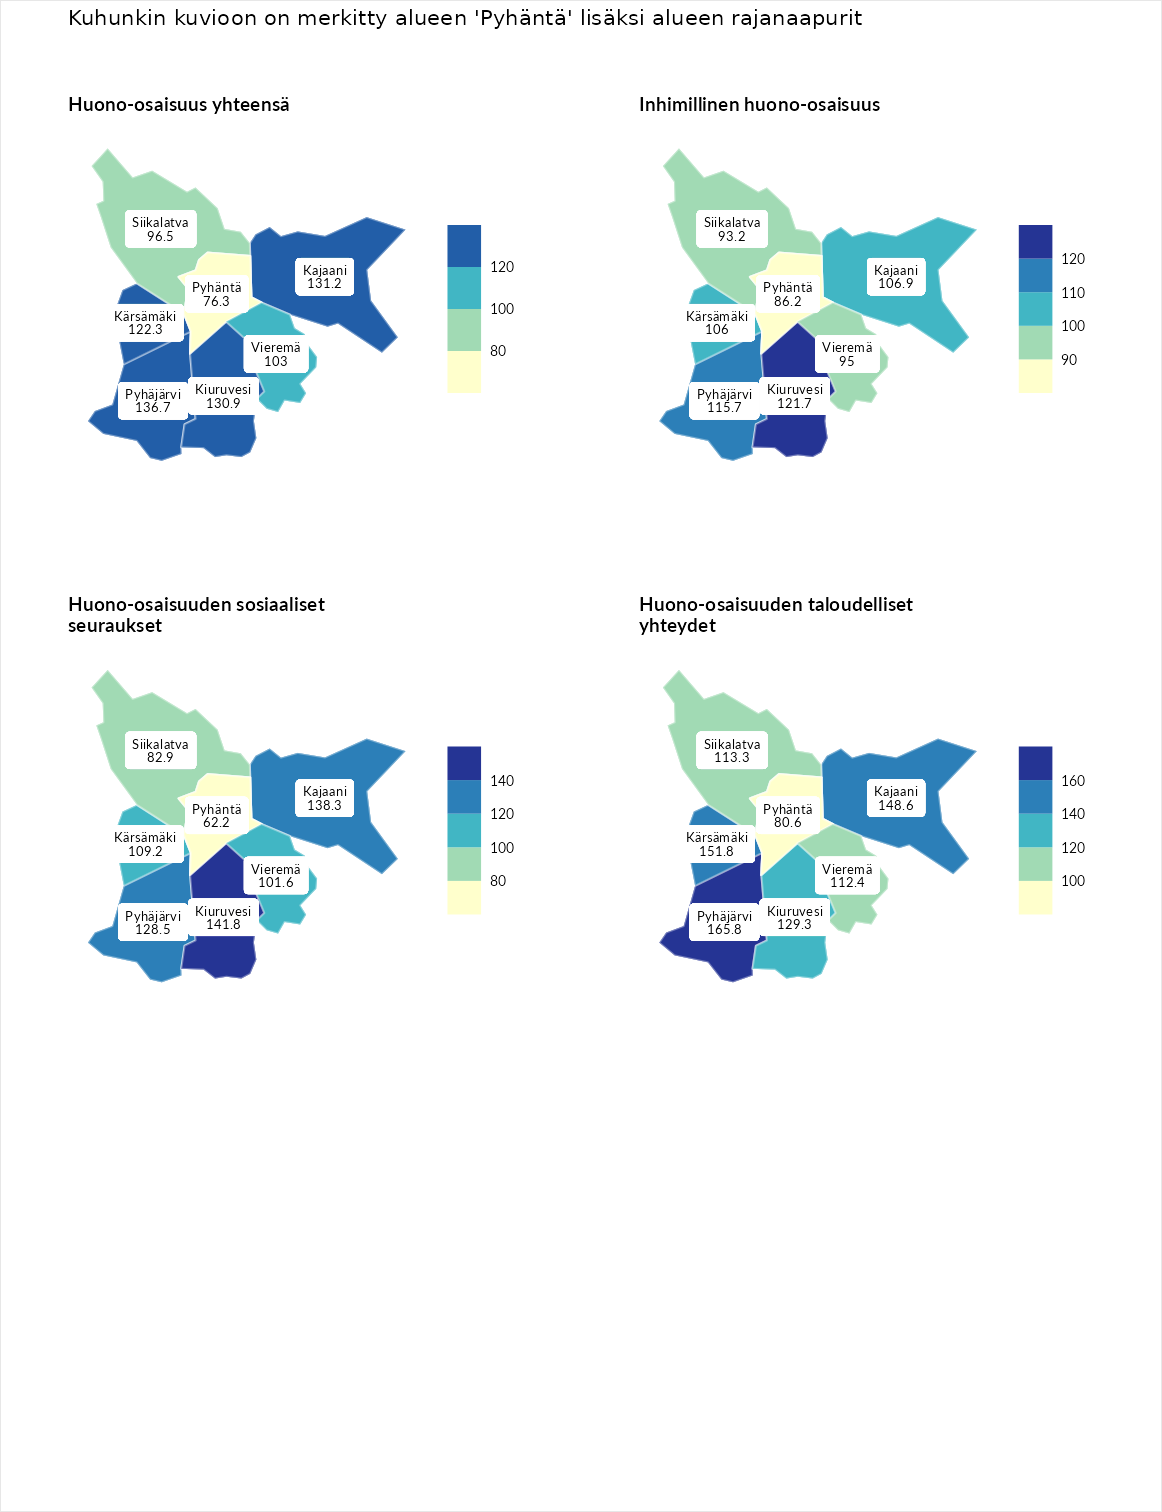 Kuhunkin kuvioon on merkitty alueen 'Pyhäntä' lisäksi alueen rajanaapurit
Huono-osaisuus yhteensä
Siikalatva
96.5
Kajaani
131.2
Pyhäntä
76.3
Kärsämäki
122.3
Vieremä
103
Pyhäjärvi
136.7
Kiuruvesi
130.9
120
100
80
Inhimillinen huono-osaisuus
Siikalatva
93.2
Kajaani
106.9
Pyhäntä
86.2
Kärsämäki
106
Vieremä
95
Pyhäjärvi
115.7
Kiuruvesi
121.7
120
110
100
90
Huono-osaisuuden sosiaaliset
seuraukset
Siikalatva
82.9
Kajaani
138.3
Pyhäntä
62.2
Kärsämäki
109.2
Vieremä
101.6
Pyhäjärvi
128.5
Kiuruvesi
141.8
140
120
100
80
Huono-osaisuuden taloudelliset
yhteydet
Siikalatva
113.3
Kajaani
148.6
Pyhäntä
80.6
Kärsämäki
151.8
Vieremä
112.4
Pyhäjärvi
165.8
Kiuruvesi
129.3
160
140
120
100